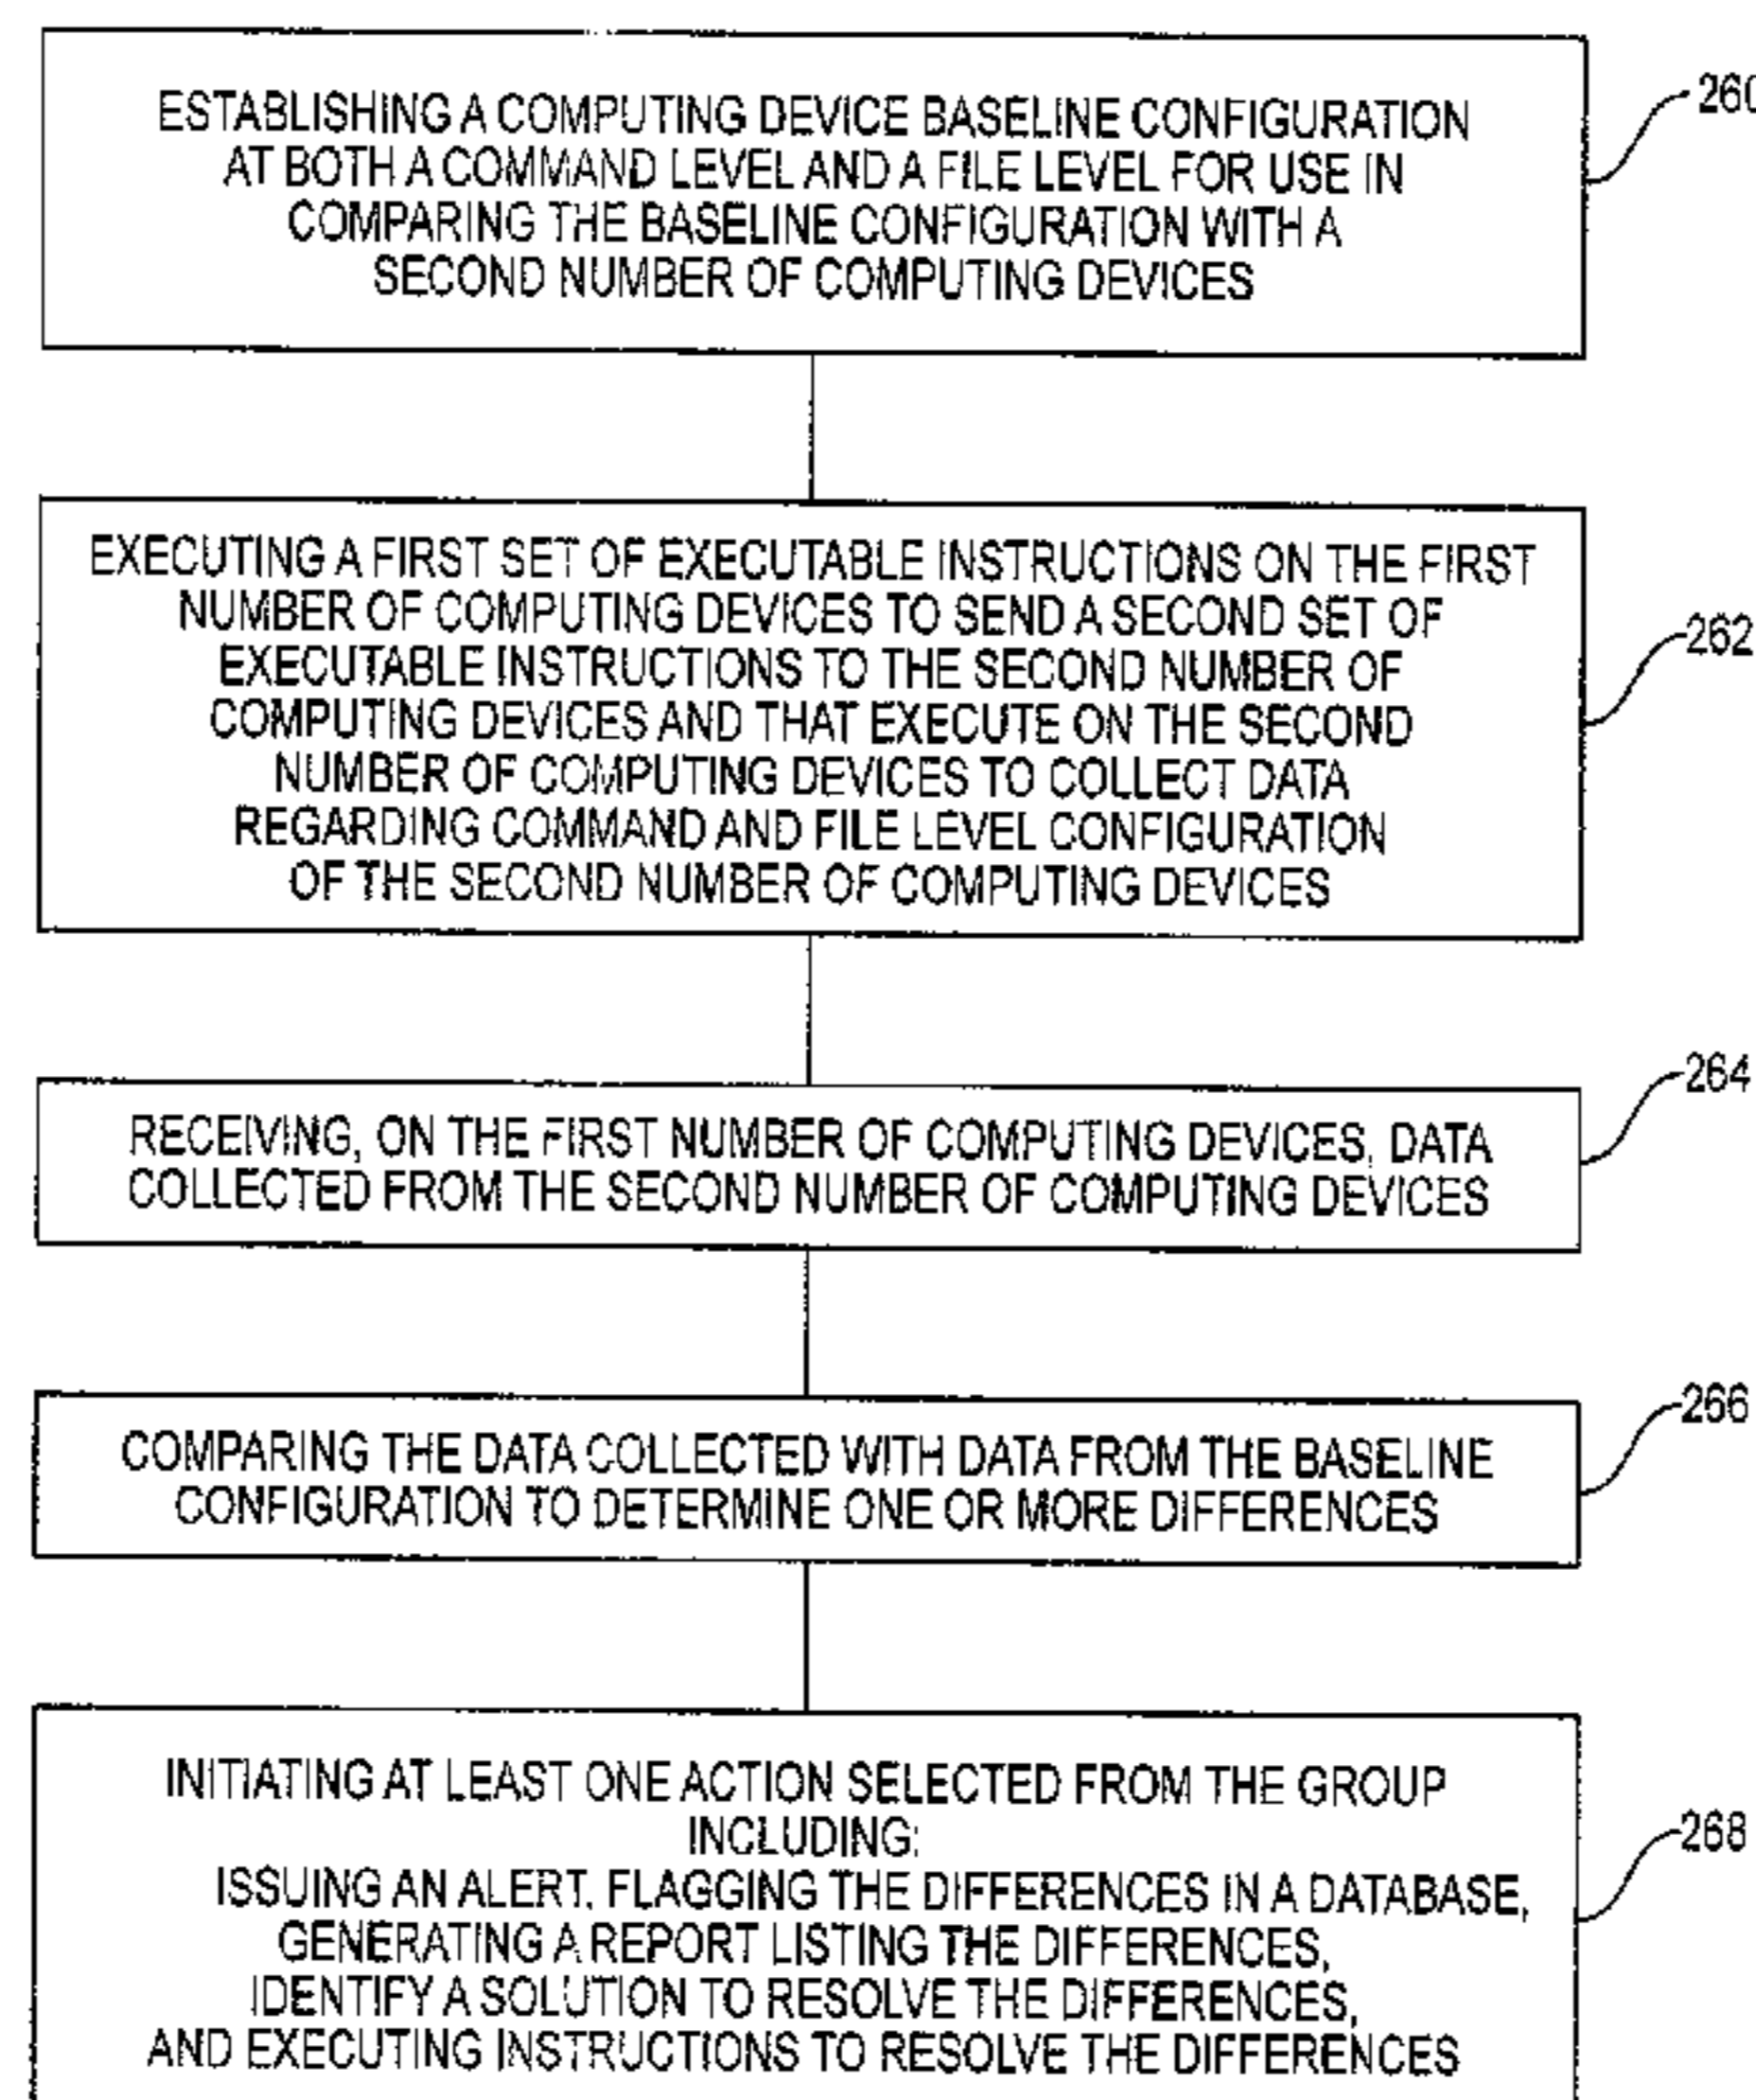 ESTABLISHING A COMPUTING DEVICE BASELINE CONFIGURATION
AT BOTH A COMMAND LEVEL AND A FILE LEVEL FOR USE IN
COMPARING THE BASELINE CONFIGURATION WITH A
SECOND NUMBER OF COMPUTING DEVICES
260
EXECUTING A FIRST SET OF EXECUTABLE INSTRUCTIONS ON THE FIRST
NUMBER OF COMPUTING DEVICES TO SEND A SECOND SET OF
EXECUTABLE INSTRUCTIONS TO THE SECOND NUMBER OF
COMPUTING DEVICES AND THAT EXECUTE ON THE SECOND
NUMBER OF COMPUTING DEVICES TO COLLECT DATA
REGARDING COMMAND AND FILE LEVEL CONFIGURATION
OF THE SECOND NUMBER OF COMPUTING DEVICES
262
RECEIVING, ON THE FIRST NUMBER OF COMPUTING DEVICES, DATA
COLLECTED FROM THE SECOND NUMBER OF COMPUTING DEVICES
264
COMPARING THE DATA COLLECTED WITH DATA FROM THE BASELINE
CONFIGURATION TO DETERMINE ONE OR MORE DIFFERENCES
266
INITIATING AT LEAST ONE ACTION SELECTED FROM THE GROUP
INCLUDING:
ISSUING AN ALERT, FLAGGING THE DIFFERENCES IN A DATABASE,
GENERATING A REPORT LISTING THE DIFFERENCES,
IDENTIFY A SOLUTION TO RESOLVE THE DIFFERENCES,
AND EXECUTING INSTRUCTIONS TO RESOLVE THE DIFFERENCES
268